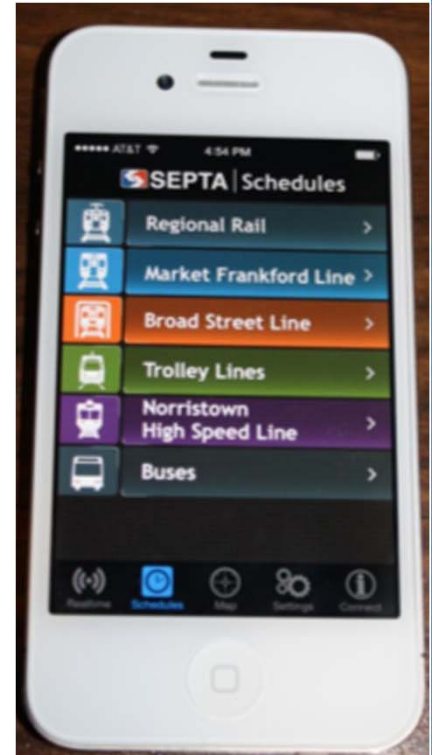 AT&T 4:54 PM
SEPTA | Schedules
Regional Rail >
Market Frankford Line >
Broad Street Line >
Trolley Lines >
Norristown
High Speed Line >
Buses >
Realtime Schedules Map Settings Connect